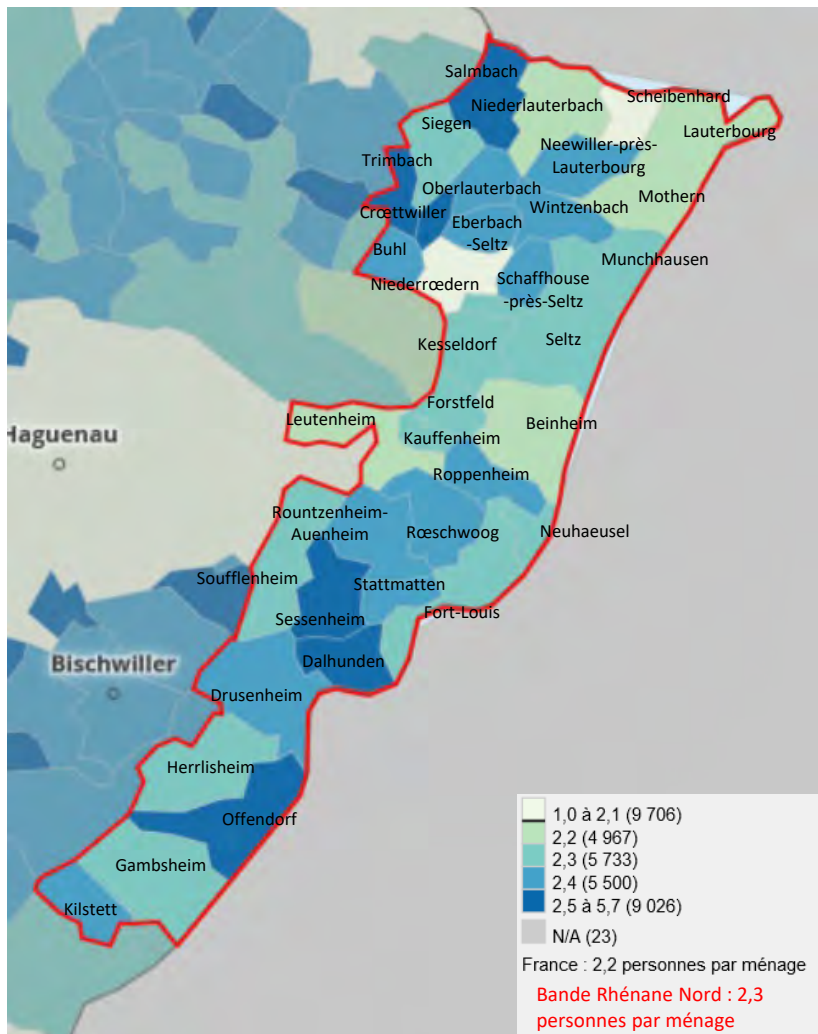 Salmbach
Niederlauterbach
Scheibenhard
Siegen
Lauterbourg
Trimbach
Neewiller-près-
Lauterbourg
Oberlauterbach
Mothern
Crœttwiller
Wintzenbach
Eberbach
-Seltz
Buhl
Munchhausen
Niederrœdern
Schaffhouse
-près-Seltz
Kesseldorf
Seltz
Forstfeld
Leutenheim
Beinheim
Haguenau
Kauffenheim
Roppenheim
Rountzenheim-
Auenheim
Rœschwoog
Neuhaeusel
Soufflenheim
Stattmatten
Sessenheim
Fort-Louis
Bischwiller
Dalhunden
Drusenheim
Herrlisheim
Offendorf
Gambsheim
Kilstett
1,0 à 2,1 (9 706)
2,2 (4 967)
2,3 (5 733)
2,4 (5 500)
2,5 à 5,7 (9 026)
N/A (23)
France : 2,2 personnes par ménage
Bande Rhénane Nord : 2,3
personnes par ménage